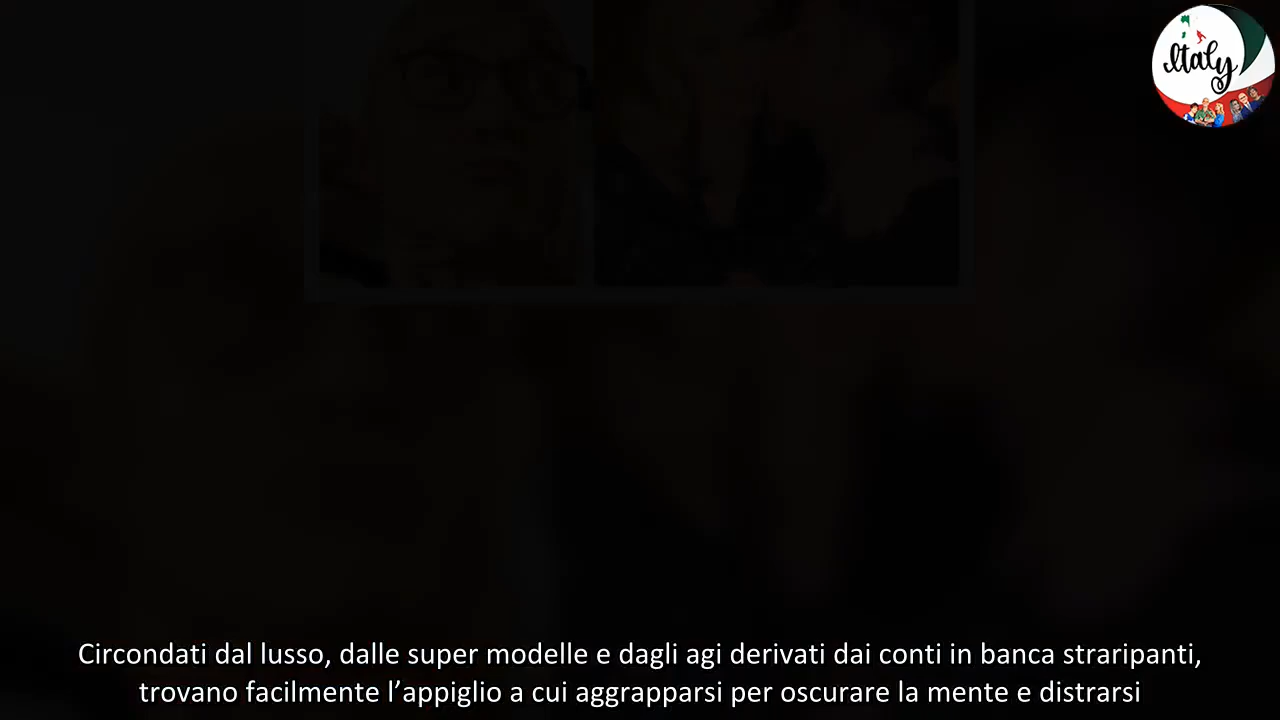 Italy
Circondati dal lusso, dalle super modelle e dagli agi derivati dai conti in banca straripanti,
trovano facilmente l’appiglio a cui aggrapparsi per oscurare la mente e distrarsi